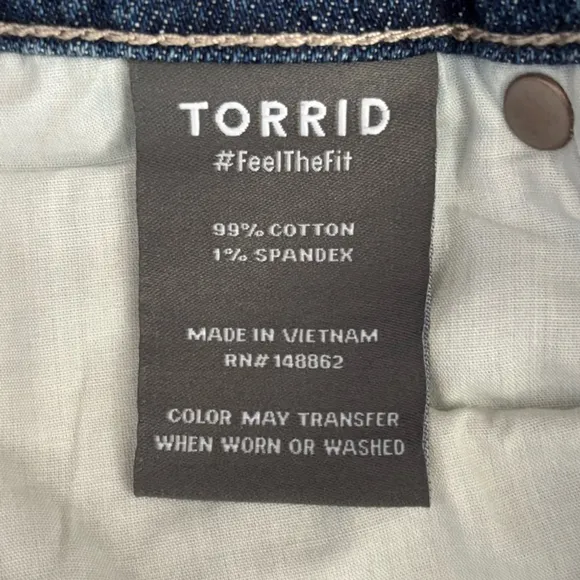 TORRID
#FeelTheFit
99% COTTON
1% SPANDEX
MADE IN VIETNAM
RN# 148862
COLOR MAY TRANSFER
WHEN WORN OR WASHED